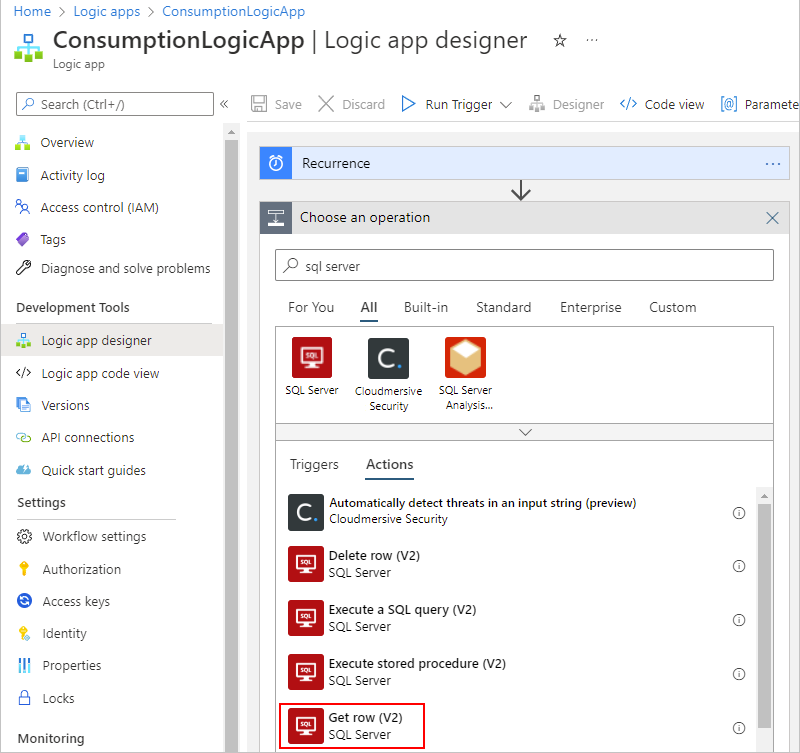 Home > Logic apps > ConsumptionLogicApp
ConsumptionLogicApp | Logic app designer
Logic app
Search (Ctrl+/)
Save
Discard
Run Trigger
Designer
</> Code view
[@] Paramete
Overview
Activity log
Access control (IAM)
Tags
Diagnose and solve problems
Development Tools
Logic app designer
</> Logic app code view
Versions
API connections
Quick start guides
Settings
Workflow settings
Authorization
Access keys
Identity
Properties
Locks
Monitoring
Recurrence
Choose an operation
sql server
For You
All
Built-in
Standard
Enterprise
Custom
SQL
SQL Server
C.
Cloudmersive
Security
SQL Server
Analysis...
Triggers
Actions
C.
Automatically detect threats in an input string (preview)
Cloudmersive Security
SQL
Delete row (V2)
SQL Server
SQL
Execute a SQL query (V2)
SQL Server
SQL
Execute stored procedure (V2)
SQL Server
SQL
Get row (V2)
SQL Server